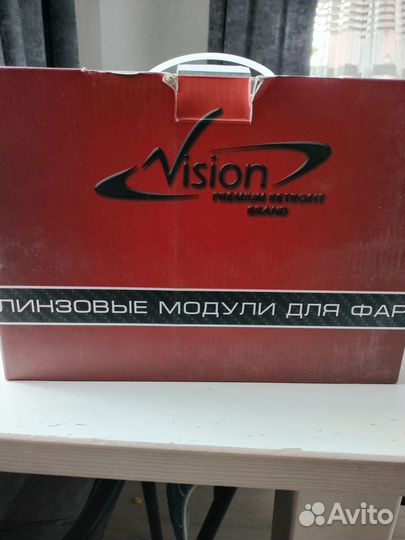 Vision
PREMIUM RETROFIT
BRAND
ЛИНЗОВЫЕ МОДУЛИ ДЛЯ ФАР
Avito